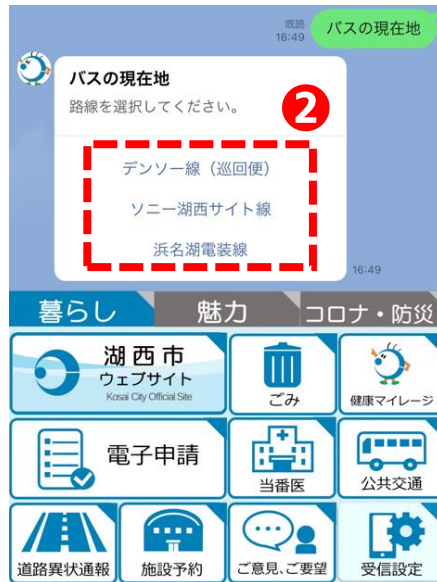 既読
16:49
バスの現在地
バスの現在地
路線を選択してください。
2
デンソー線（巡回便）
ソニー湖西サイト線
浜名湖電装線
16:49
暮らし
魅力
コロナ・防災
湖西市
ウェブサイト
Kosai City Official Site
ごみ
健康マイレージ
電子申請
当番医
公共交通
道路異状通報
施設予約
ご意見、ご要望
受信設定